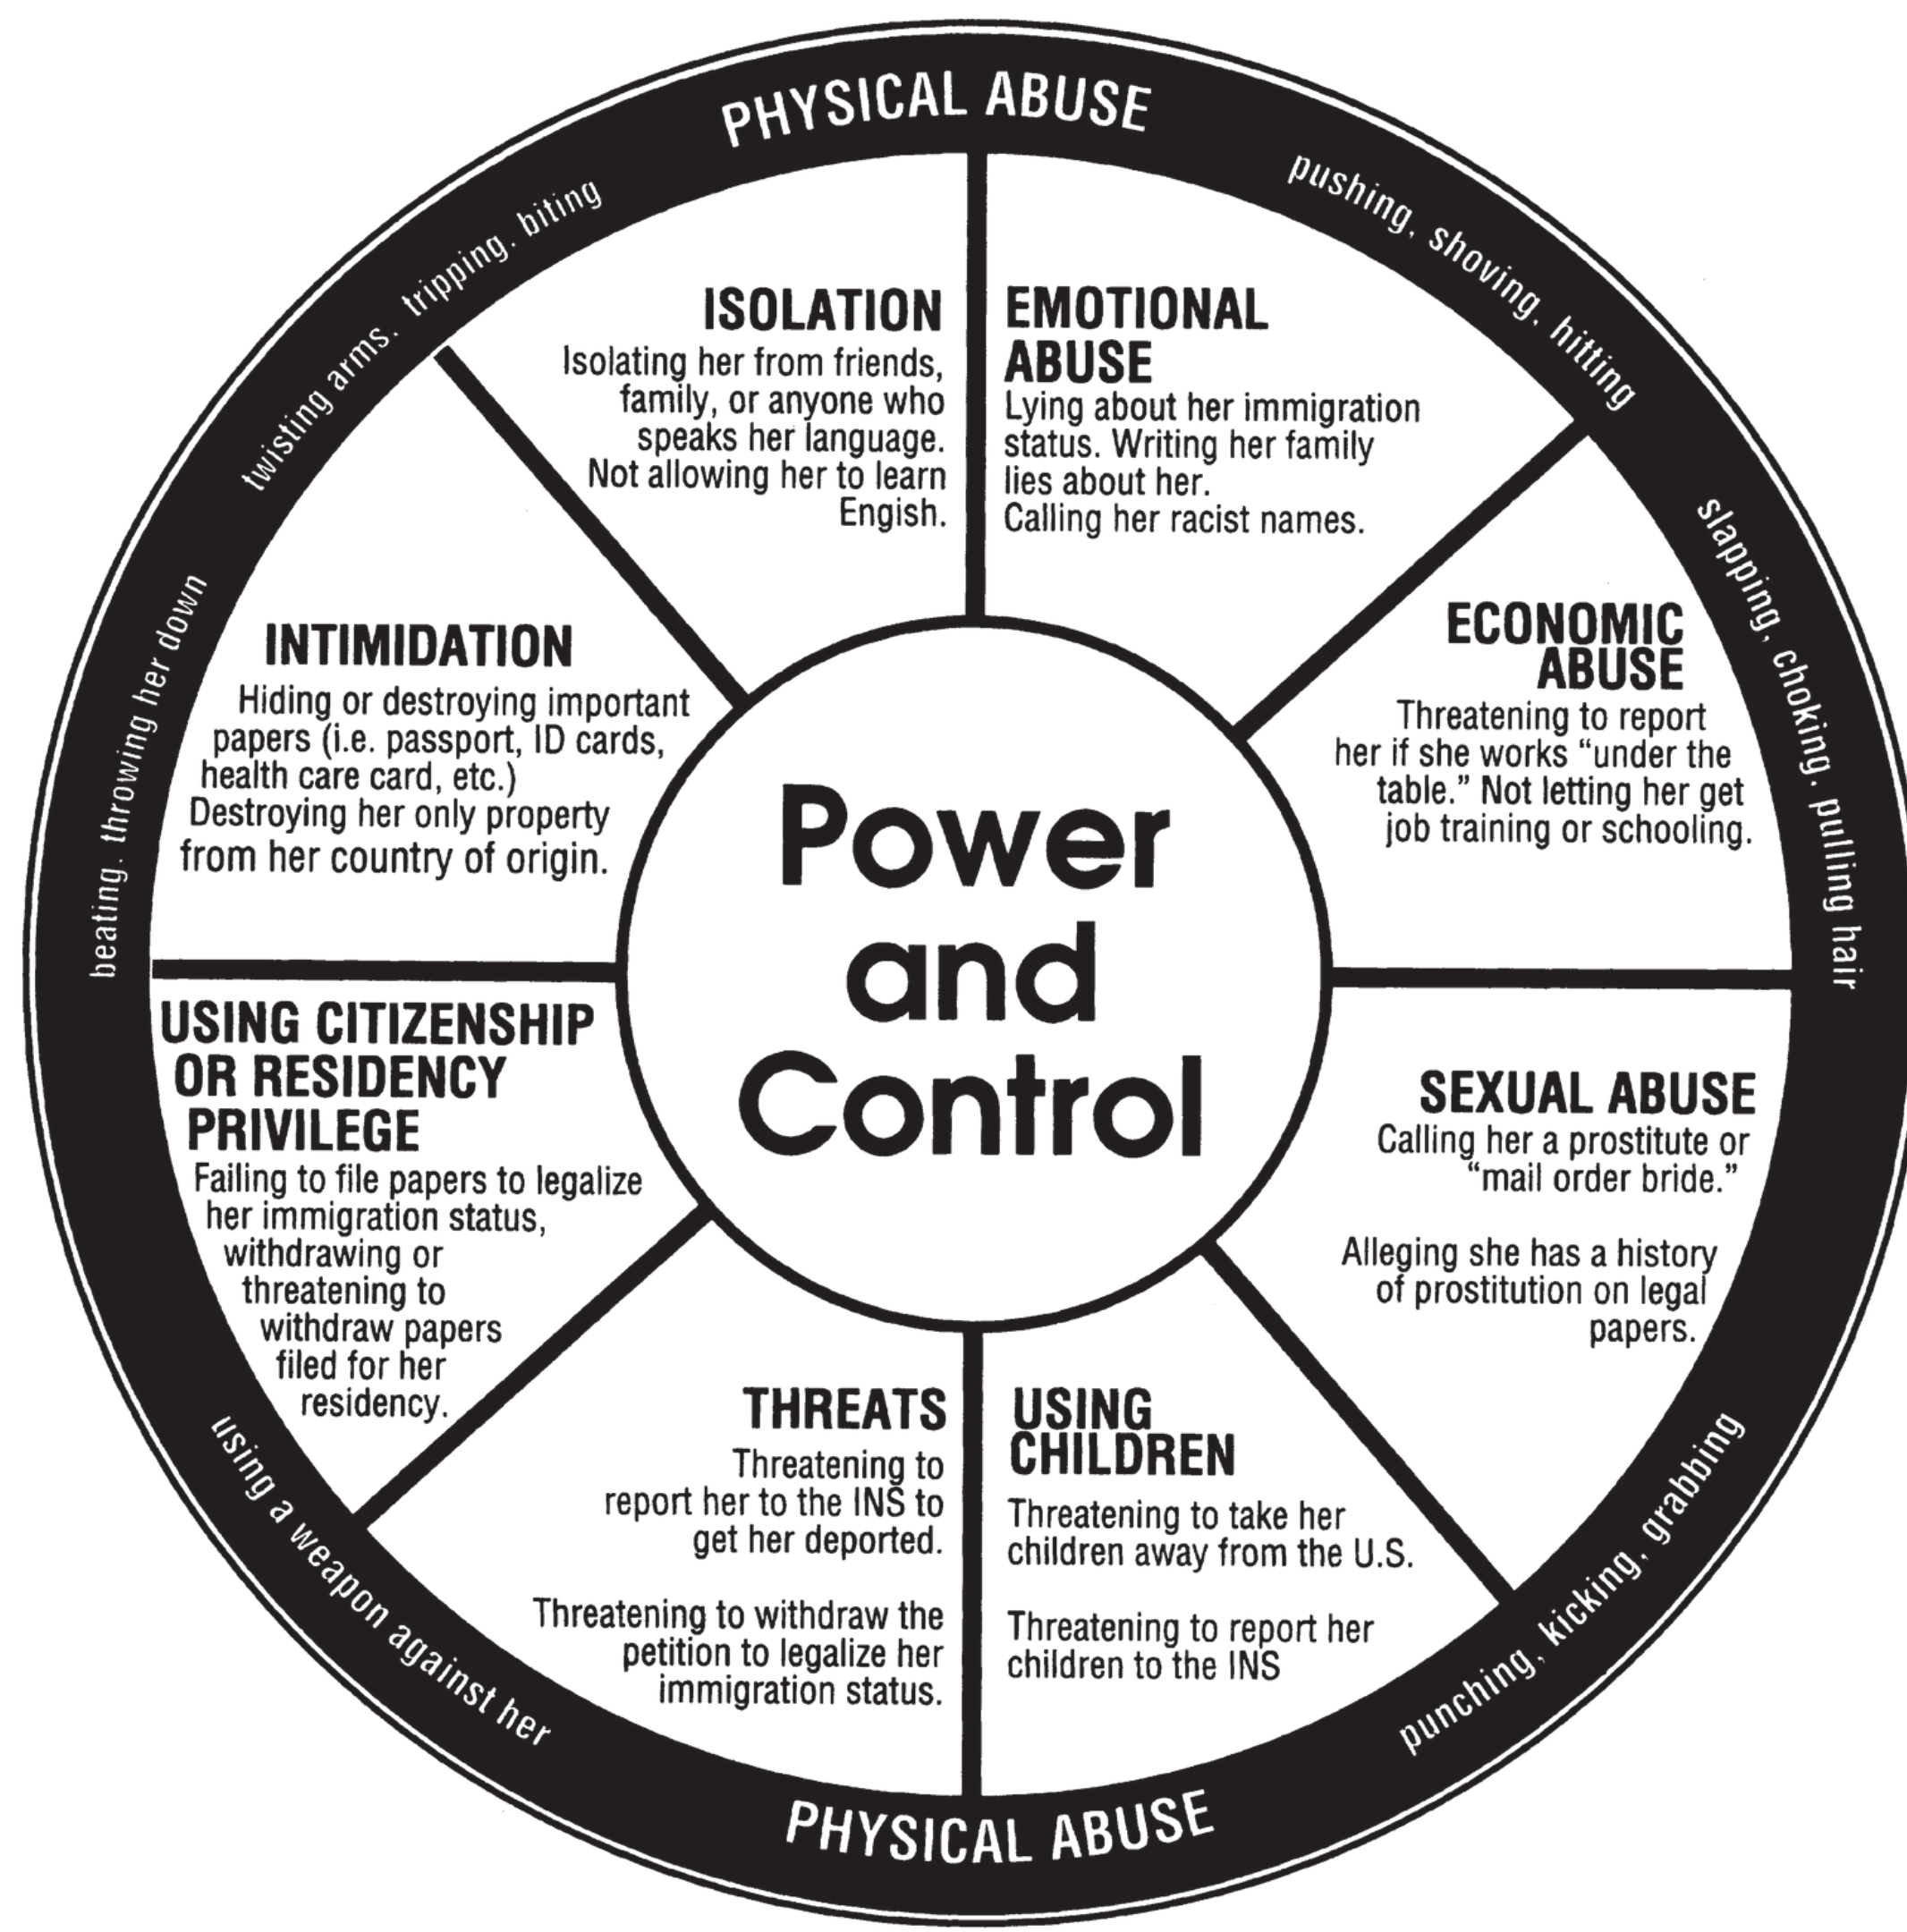 PHYSICAL ABUSE
pushing, shoving, hitting
slapping, choking, pulling hair
punching, kicking, grabbing
PHYSICAL ABUSE
using a weapon against her
beating. throwing her down
twisting arms. tripping. biting
ISOLATION
Isolating her from friends,
family, or anyone who
speaks her language.
Not allowing her to learn
Engish.
EMOTIONAL
ABUSE
Lying about her immigration
status. Writing her family
lies about her.
Calling her racist names.
ECONOMIC
ABUSE
Threatening to report
her if she works “under the
table.” Not letting her get
job training or schooling.
SEXUAL ABUSE
Calling her a prostitute or
“mail order bride.”
Alleging she has a history
of prostitution on legal
papers.
USING
CHILDREN
Threatening to take her
children away from the U.S.
Threatening to report her
children to the INS
THREATS
Threatening to
report her to the INS to
get her deported.
Threatening to withdraw the
petition to legalize her
immigration status.
USING CITIZENSHIP
OR RESIDENCY
PRIVILEGE
Failing to file papers to legalize
her immigration status,
withdrawing or
threatening to
withdraw papers
filed for her
residency.
INTIMIDATION
Hiding or destroying important
papers (i.e. passport, ID cards,
health care card, etc.)
Destroying her only property
from her country of origin.
Power
and
Control